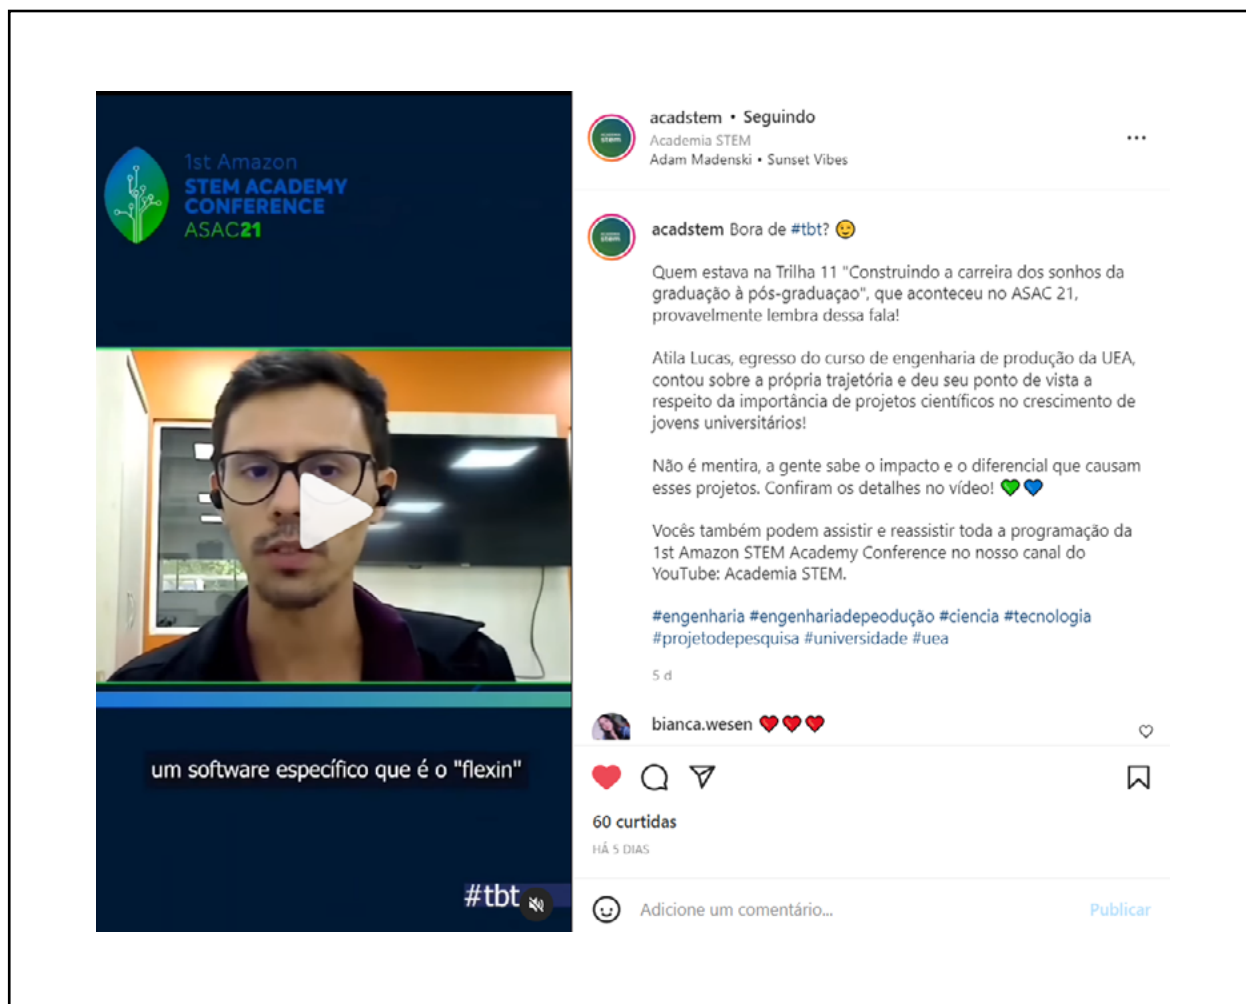 1st Amazon
STEM ACADEMY
CONFERENCE
ASAC21
um software específico que é o "flexin"
#tbt
stem
acadstem • Seguindo
Academia STEM
Adam Madenski • Sunset Vibes
stem
acadstem Bora de #tbt? 😉
Quem estava na Trilha 11 "Construindo a carreira dos sonhos da
graduação à pós-graduaçao", que aconteceu no ASAC 21,
provavelmente lembra dessa fala!
Atila Lucas, egresso do curso de engenharia de produção da UEA,
contou sobre a própria trajetória e deu seu ponto de vista a
respeito da importância de projetos científicos no crescimento de
jovens universitários!
Não é mentira, a gente sabe o impacto e o diferencial que causam
esses projetos. Confiram os detalhes no vídeo! 💚💙
Vocês também podem assistir e reassistir toda a programação da
1st Amazon STEM Academy Conference no nosso canal do
YouTube: Academia STEM.
#engenharia #engenhariadepeodução #ciencia #tecnologia
#projetodepesquisa #universidade #uea
5 d
bianca.wesen ❤️❤️❤️
60 curtidas
HÁ 5 DIAS
Adicione um comentário...
Publicar